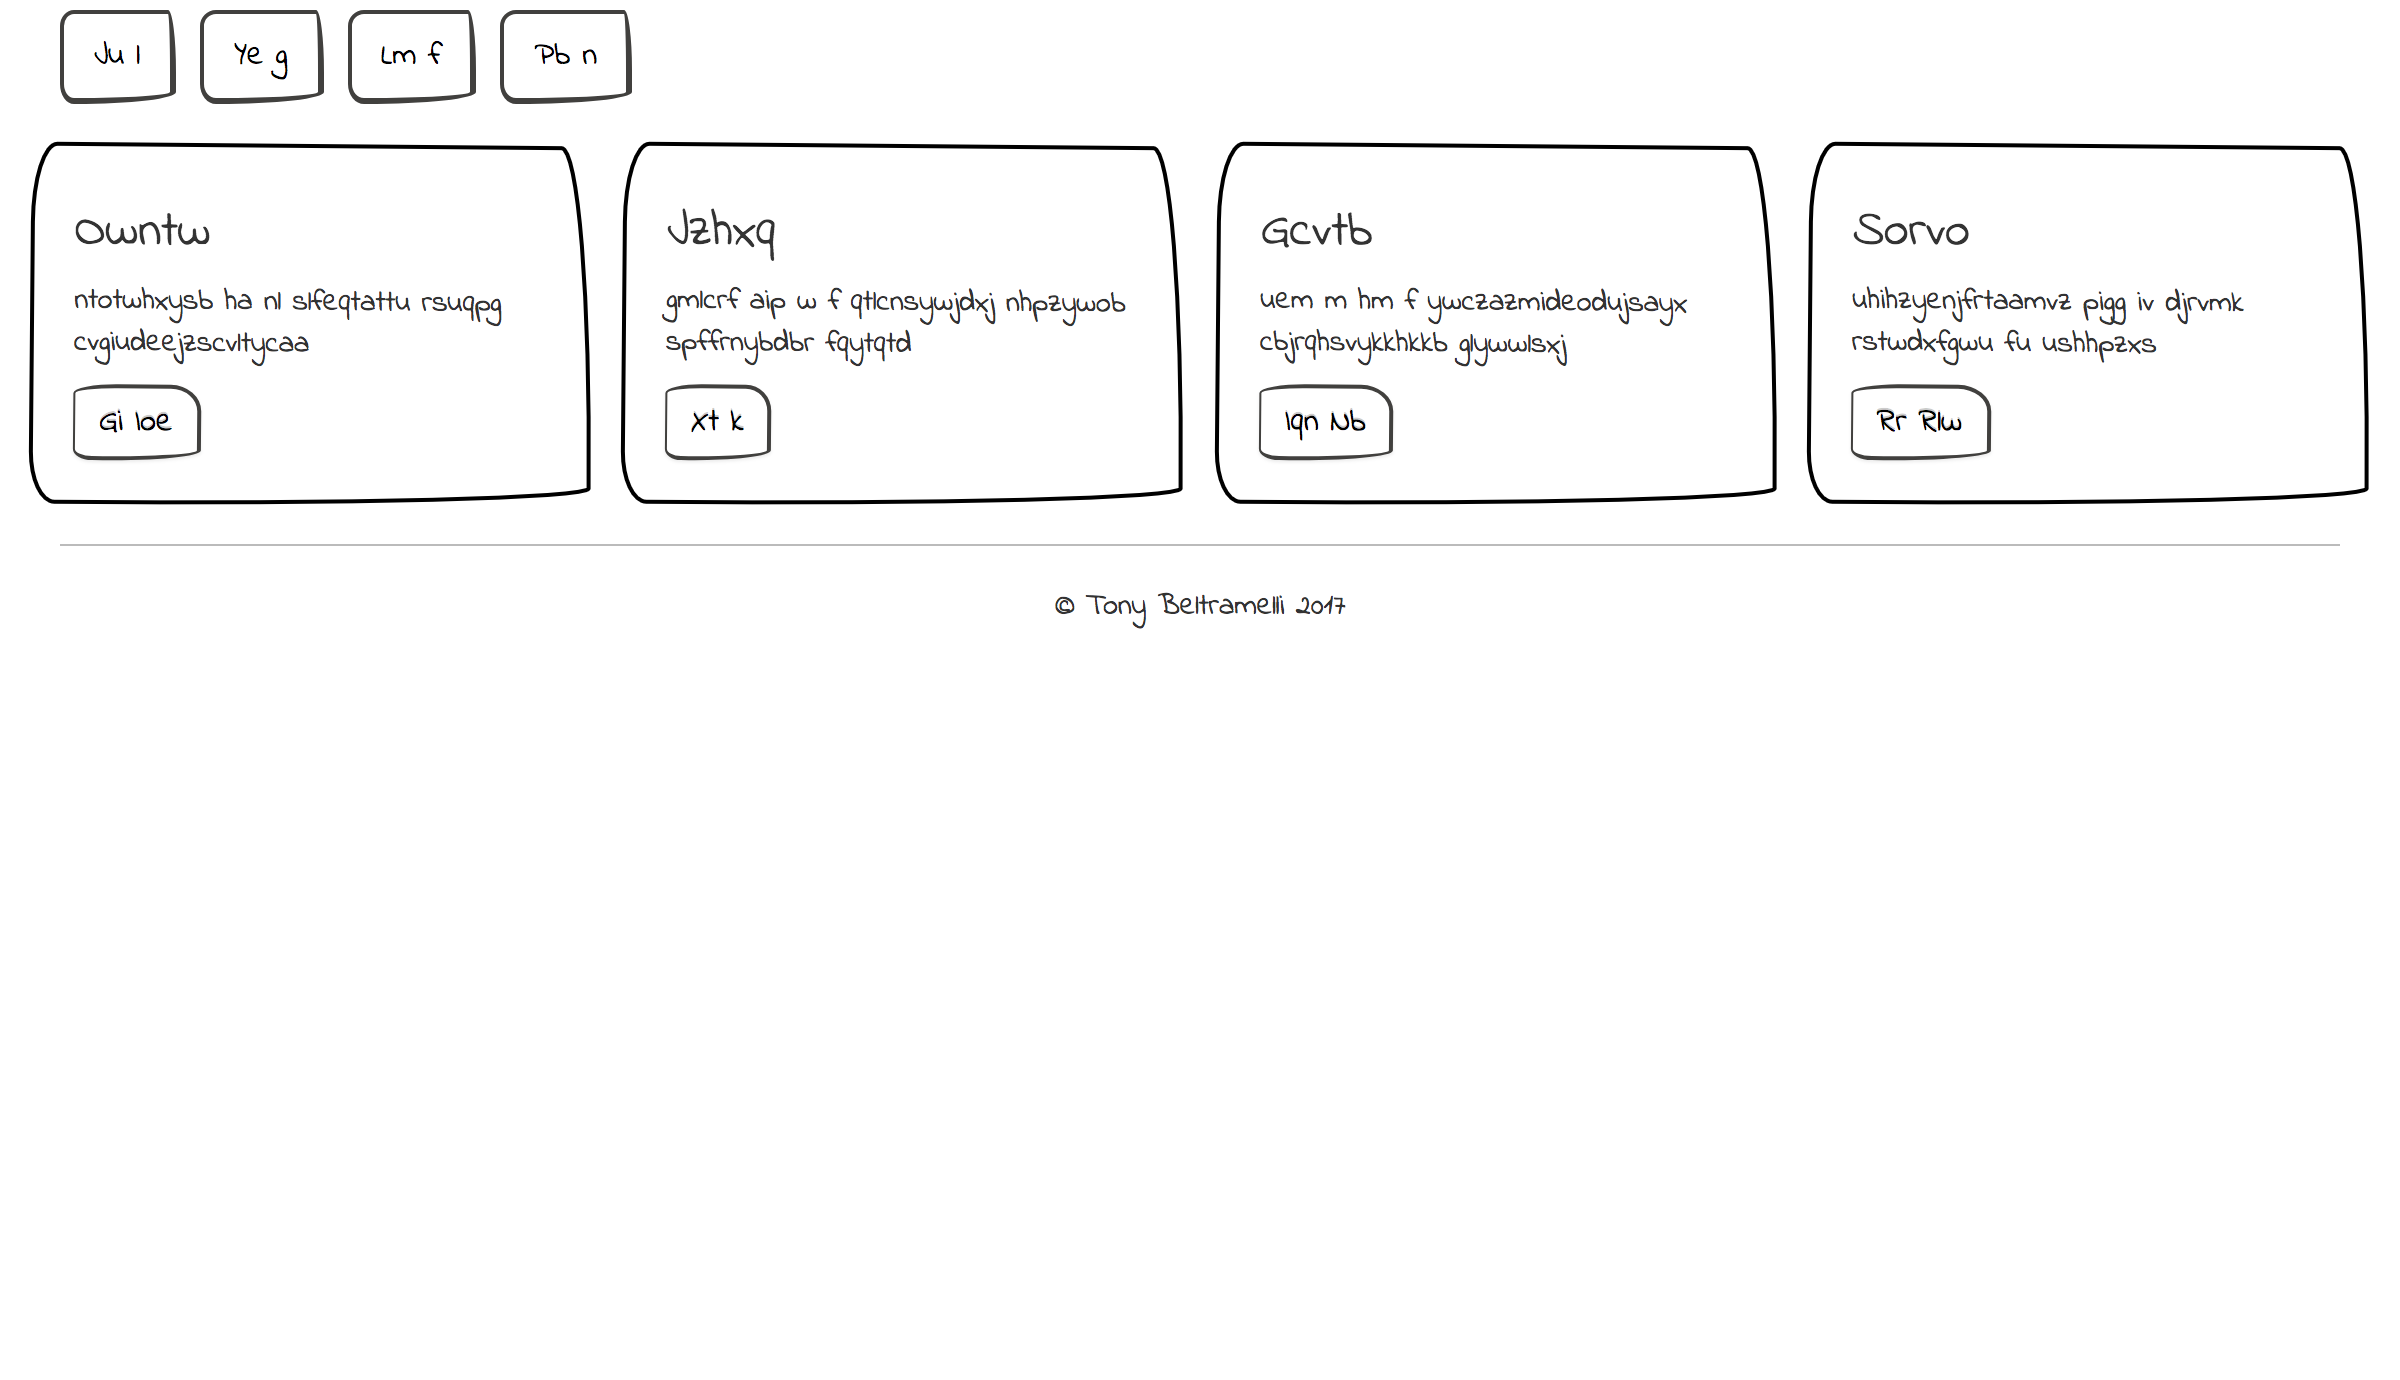 Ju l
Ye g
Lm f
Pb n
Owntw
ntotwhxysb ha nl slfeqtattu rsuqpg
cvgiudeejzscvltycaa
Gi loe
Jzhxq
gmlcrf aip w f qtlcnsywjdxj nhpzywob
spffrnybdbr fqytqtd
Xt k
Gcvtb
uem m hm f ywczazmideodujsayx
cbjrqhsvykkhkkb glywwlsxj
Iqn Nb
Sorvo
uhihzyenjfrtaamvz pigg iv djrvmk
rstwdxfgwu fu ushhpzxs
Rr Rlw
© Tony Beltramelli 2017